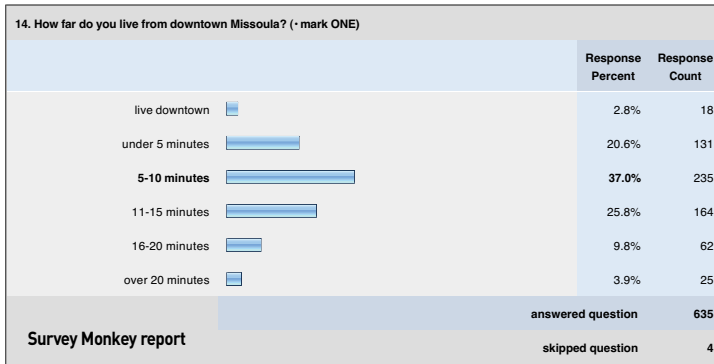 14. How far do you live from downtown Missoula? (• mark ONE)
Response Percent Response Count
live downtown 2.8% 18
under 5 minutes 20.6% 131
5-10 minutes 37.0% 235
11-15 minutes 25.8% 164
16-20 minutes 9.8% 62
over 20 minutes 3.9% 25
answered question 635
Survey Monkey report
skipped question 4